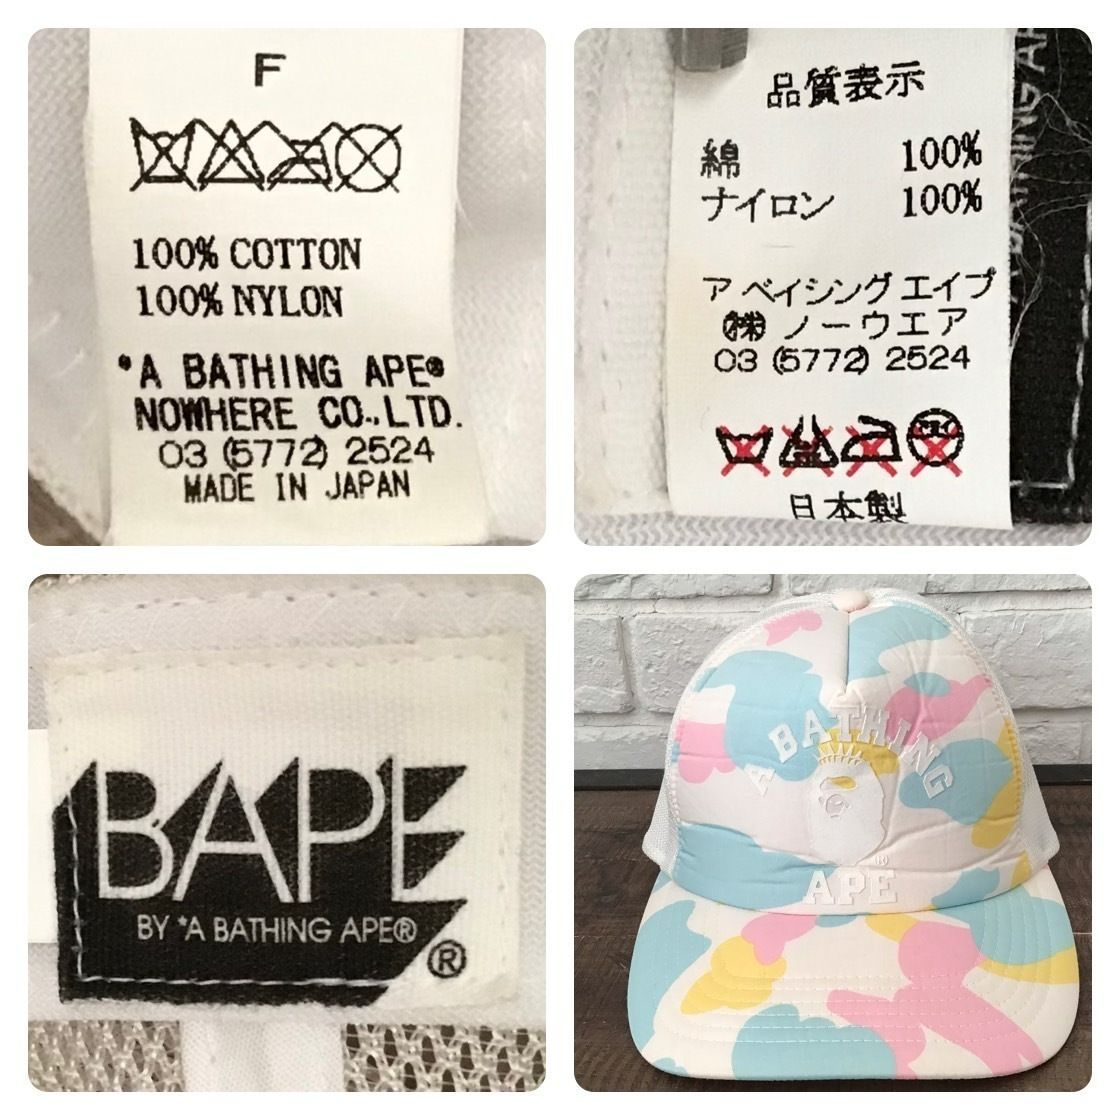 F
100% COTTON
100% NYLON
*A BATHING APE®
NOWHERE CO.,LTD.
03 (5772) 2524
MADE IN JAPAN
品質表示
綿 100%
ナイロン 100%
ア ベイシング エイプ
㈱ ノーウエア
03 (5772) 2524
日本製
BAPE
BY *A BATHING APE®
®
A BATHING
®
APE